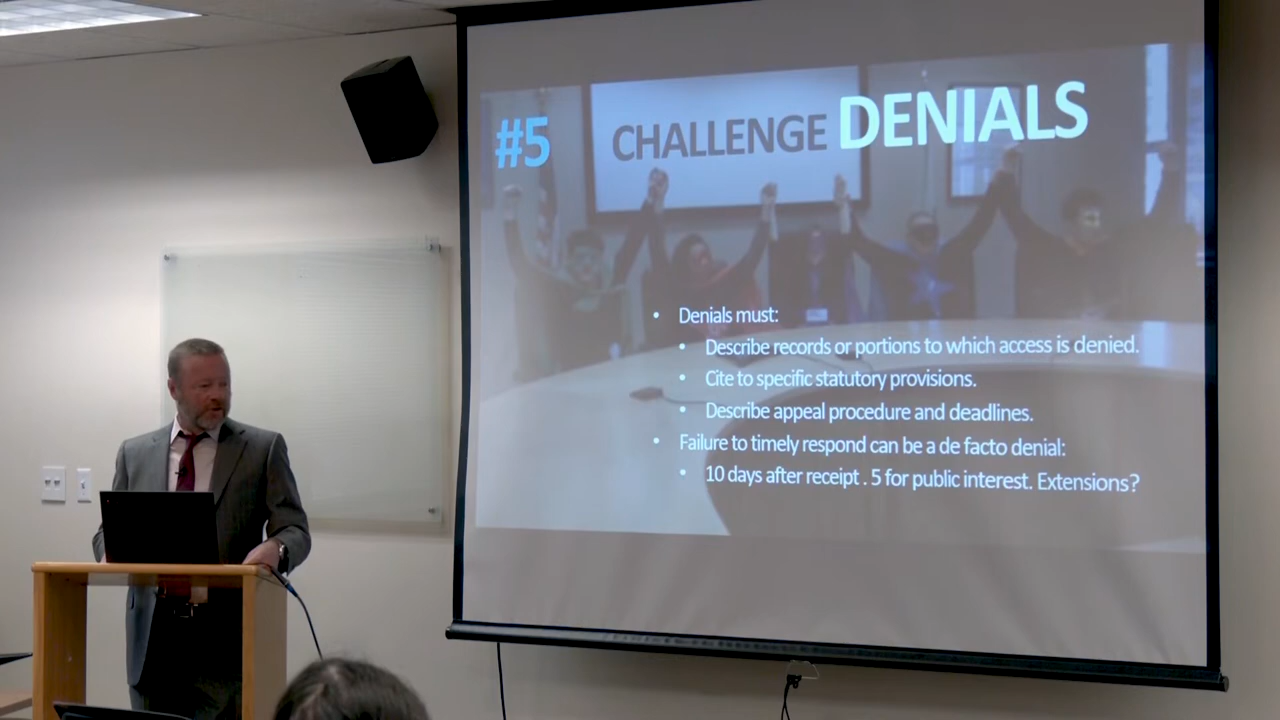 #5 CHALLENGE DENIALS
• Denials must:
• Describe records or portions to which access is denied.
• Cite to specific statutory provisions.
• Describe appeal procedure and deadlines.
• Failure to timely respond can be a de facto denial:
• 10 days after receipt . 5 for public interest. Extensions?